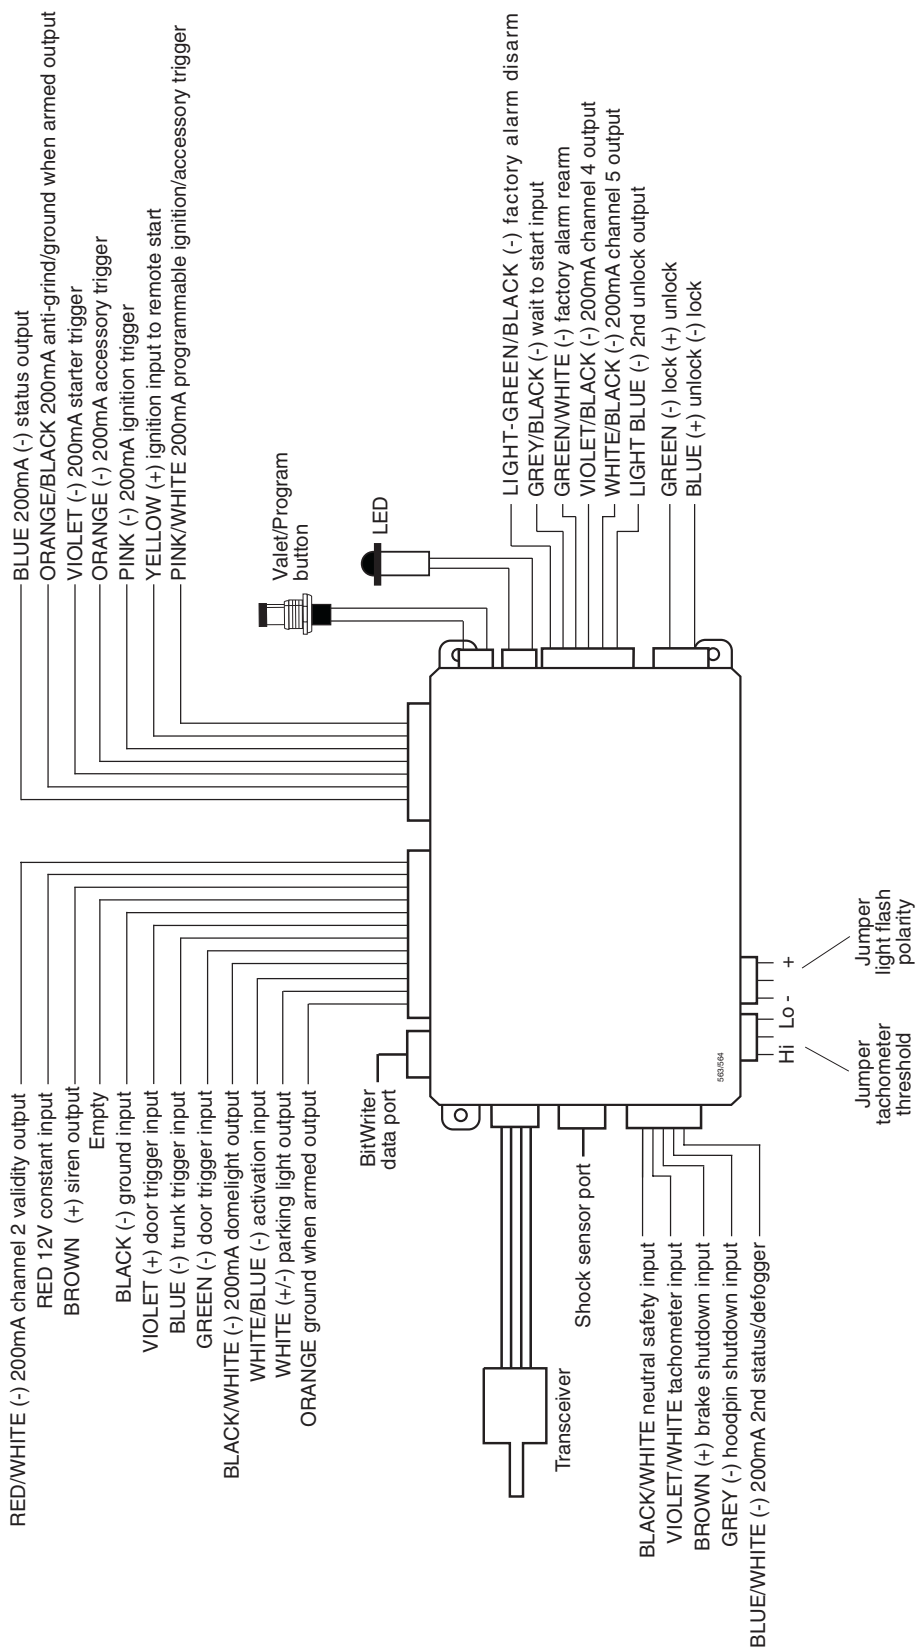 RED/WHITE (-) 200mA channel 2 validity output
RED 12V constant input
BROWN (+) siren output
Empty
BLACK (-) ground input
VIOLET (+) door trigger input
BLUE (-) trunk trigger input
GREEN (-) door trigger input
BLACK/WHITE (-) 200mA domelight output
WHITE/BLUE (-) activation input
WHITE (+/-) parking light output
ORANGE ground when armed output
BLUE 200mA (-) status output
ORANGE/BLACK 200mA anti-grind/ground when armed output
VIOLET (-) 200mA starter trigger
ORANGE (-) 200mA accessory trigger
PINK (-) 200mA ignition trigger
YELLOW (+) ignition input to remote start
PINK/WHITE 200mA programmable ignition/accessory trigger
Valet/Program
button
LED
LIGHT-GREEN/BLACK (-) factory alarm disarm
GREY/BLACK (-) wait to start input
GREEN/WHITE (-) factory alarm rearm
VIOLET/BLACK (-) 200mA channel 4 output
WHITE/BLACK (-) 200mA channel 5 output
LIGHT BLUE (-) 2nd unlock output
GREEN (-) lock (+) unlock
BLUE (+) unlock (-) lock
BitWriter
data port
Transceiver
Shock sensor port
BLACK/WHITE neutral safety input
VIOLET/WHITE tachometer input
BROWN (+) brake shutdown input
GREY (-) hoodpin shutdown input
BLUE/WHITE (-) 200mA 2nd status/defogger
563/564
Hi
Lo
-
+
Jumper
tachometer
threshold
Jumper
light flash
polarity